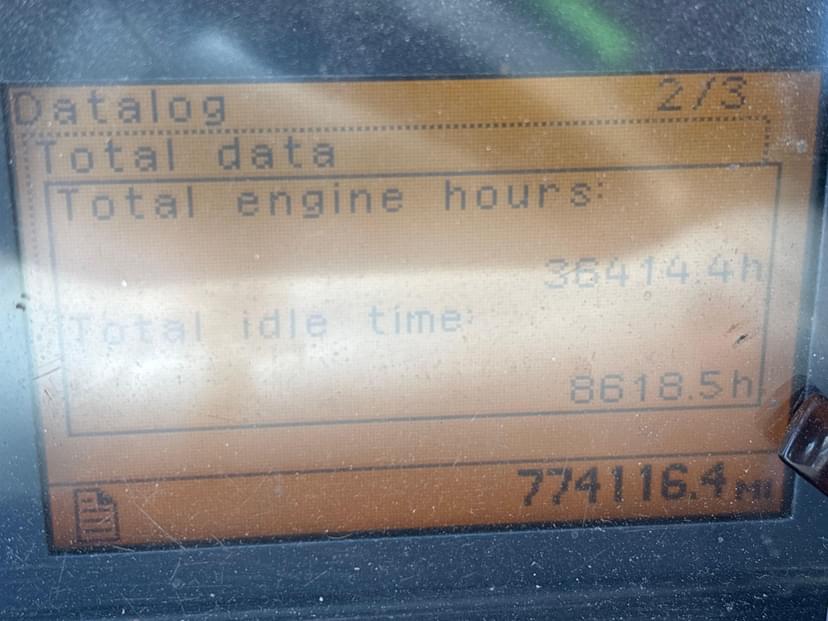 Datalog 2/3
Total data
Total engine hours:
36414.4h
Total idle time:
8618.5h
774116.4 MI